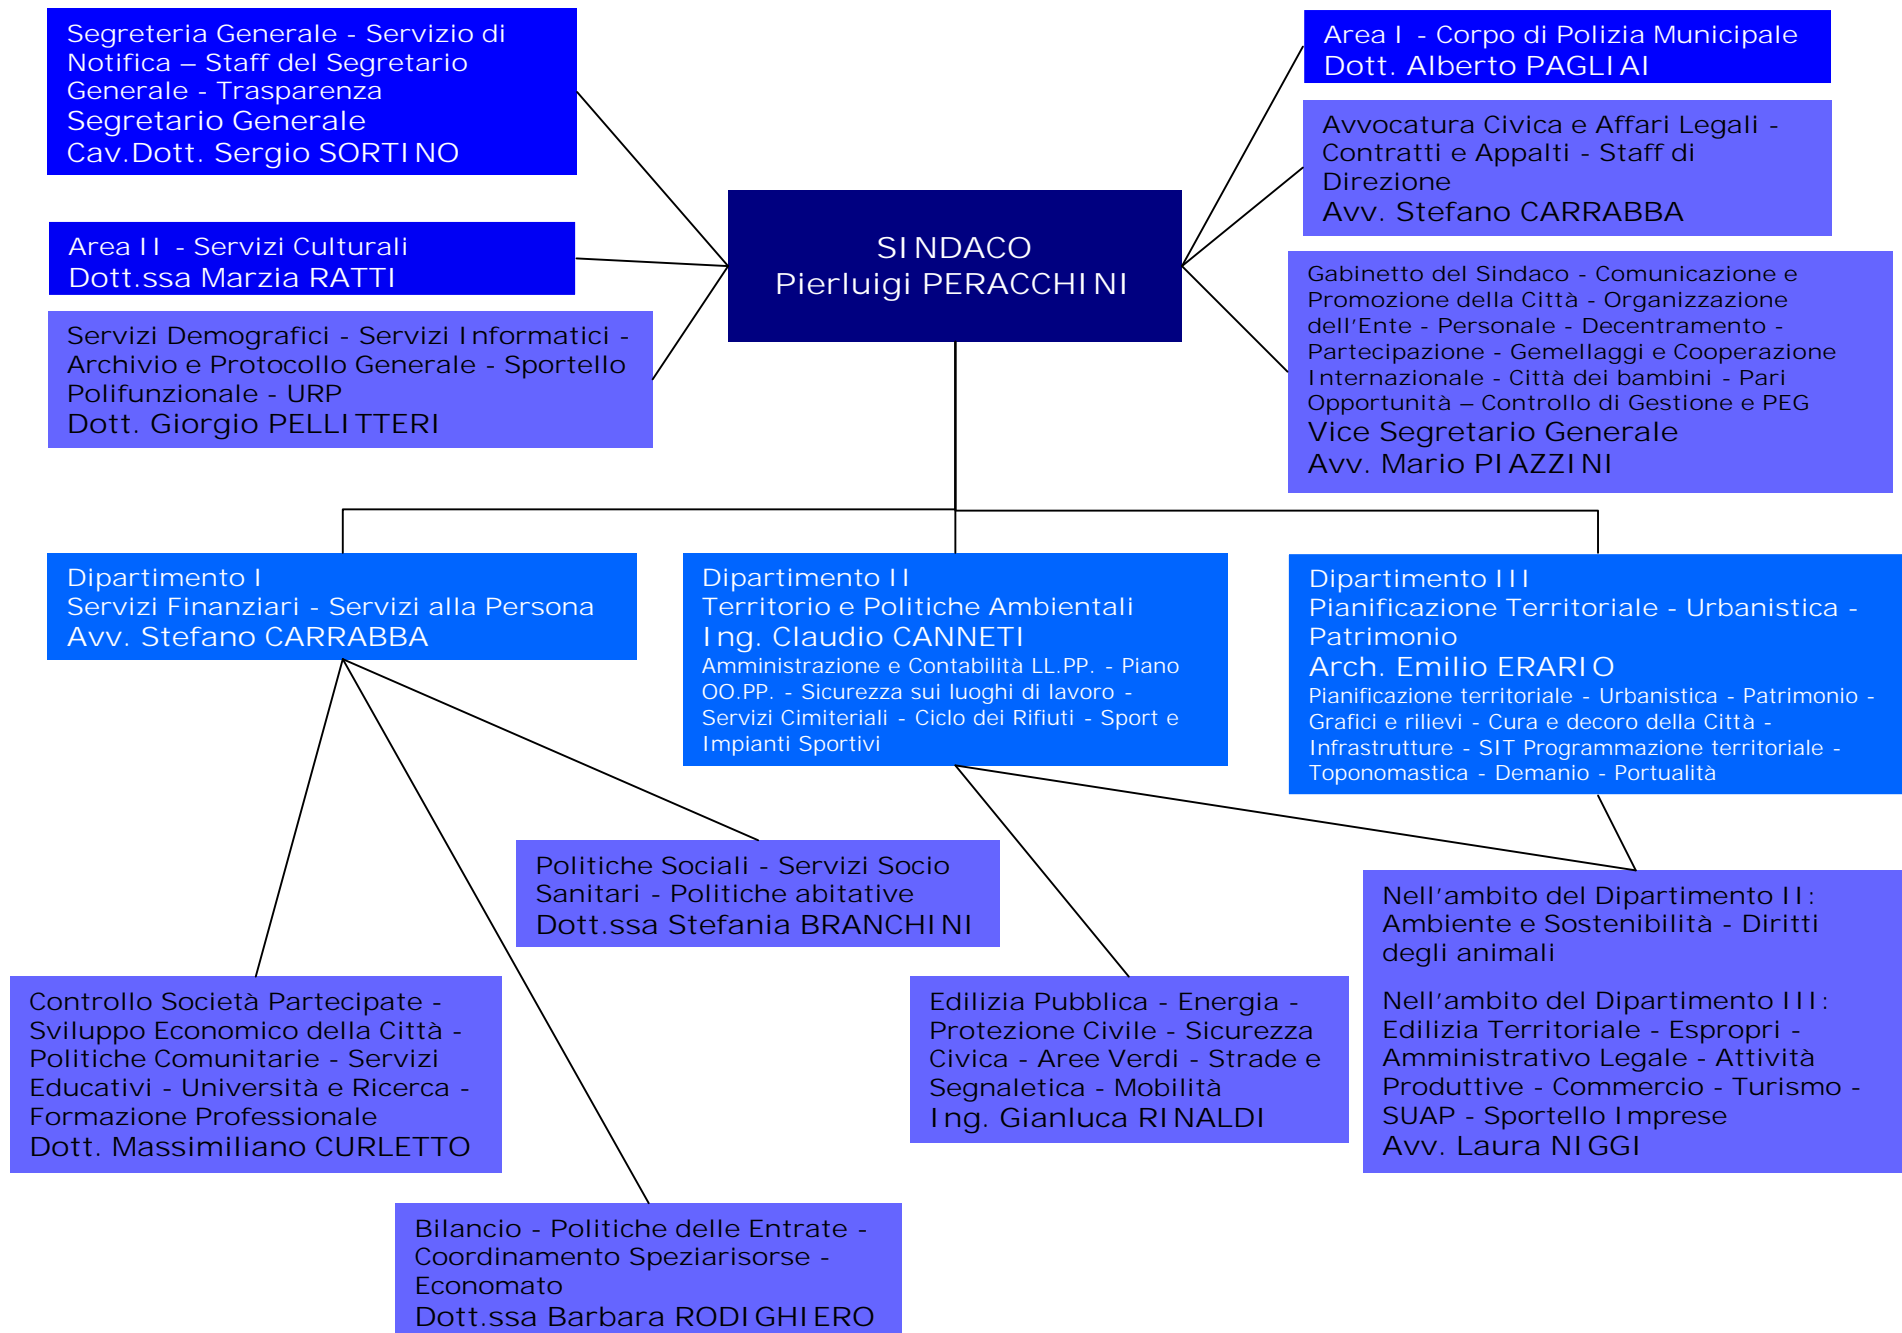 Segreteria Generale - Servizio di
Notifica – Staff del Segretario
Generale - Trasparenza
Segretario Generale
Cav.Dott. Sergio SORTINO
Area I - Corpo di Polizia Municipale
Dott. Alberto PAGLIAI
Avvocatura Civica e Affari Legali -
Contratti e Appalti - Staff di
Direzione
Avv. Stefano CARRABBA
SINDACO
Pierluigi PERACCHINI
Area II - Servizi Culturali
Dott.ssa Marzia RATTI
Gabinetto del Sindaco - Comunicazione e
Promozione della Città - Organizzazione
dell’Ente - Personale - Decentramento -
Partecipazione - Gemellaggi e Cooperazione
Internazionale - Città dei bambini - Pari
Opportunità – Controllo di Gestione e PEG
Vice Segretario Generale
Avv. Mario PIAZZINI
Servizi Demografici - Servizi Informatici -
Archivio e Protocollo Generale - Sportello
Polifunzionale - URP
Dott. Giorgio PELLITTERI
Dipartimento I
Servizi Finanziari - Servizi alla Persona
Avv. Stefano CARRABBA
Dipartimento II
Territorio e Politiche Ambientali
Ing. Claudio CANNETI
Amministrazione e Contabilità LL.PP. - Piano
OO.PP. - Sicurezza sui luoghi di lavoro -
Servizi Cimiteriali - Ciclo dei Rifiuti - Sport e
Impianti Sportivi
Dipartimento III
Pianificazione Territoriale - Urbanistica -
Patrimonio
Arch. Emilio ERARIO
Pianificazione territoriale - Urbanistica - Patrimonio -
Grafici e rilievi - Cura e decoro della Città -
Infrastrutture - SIT Programmazione territoriale -
Toponomastica - Demanio - Portualità
Politiche Sociali - Servizi Socio
Sanitari - Politiche abitative
Dott.ssa Stefania BRANCHINI
Nell’ambito del Dipartimento II:
Ambiente e Sostenibilità - Diritti
degli animali
Nell’ambito del Dipartimento III:
Edilizia Territoriale - Espropri -
Amministrativo Legale - Attività
Produttive - Commercio - Turismo -
SUAP - Sportello Imprese
Avv. Laura NIGGI
Controllo Società Partecipate -
Sviluppo Economico della Città -
Politiche Comunitarie - Servizi
Educativi - Università e Ricerca -
Formazione Professionale
Dott. Massimiliano CURLETTO
Edilizia Pubblica - Energia -
Protezione Civile - Sicurezza
Civica - Aree Verdi - Strade e
Segnaletica - Mobilità
Ing. Gianluca RINALDI
Bilancio - Politiche delle Entrate -
Coordinamento Speziarisorse -
Economato
Dott.ssa Barbara RODIGHIERO